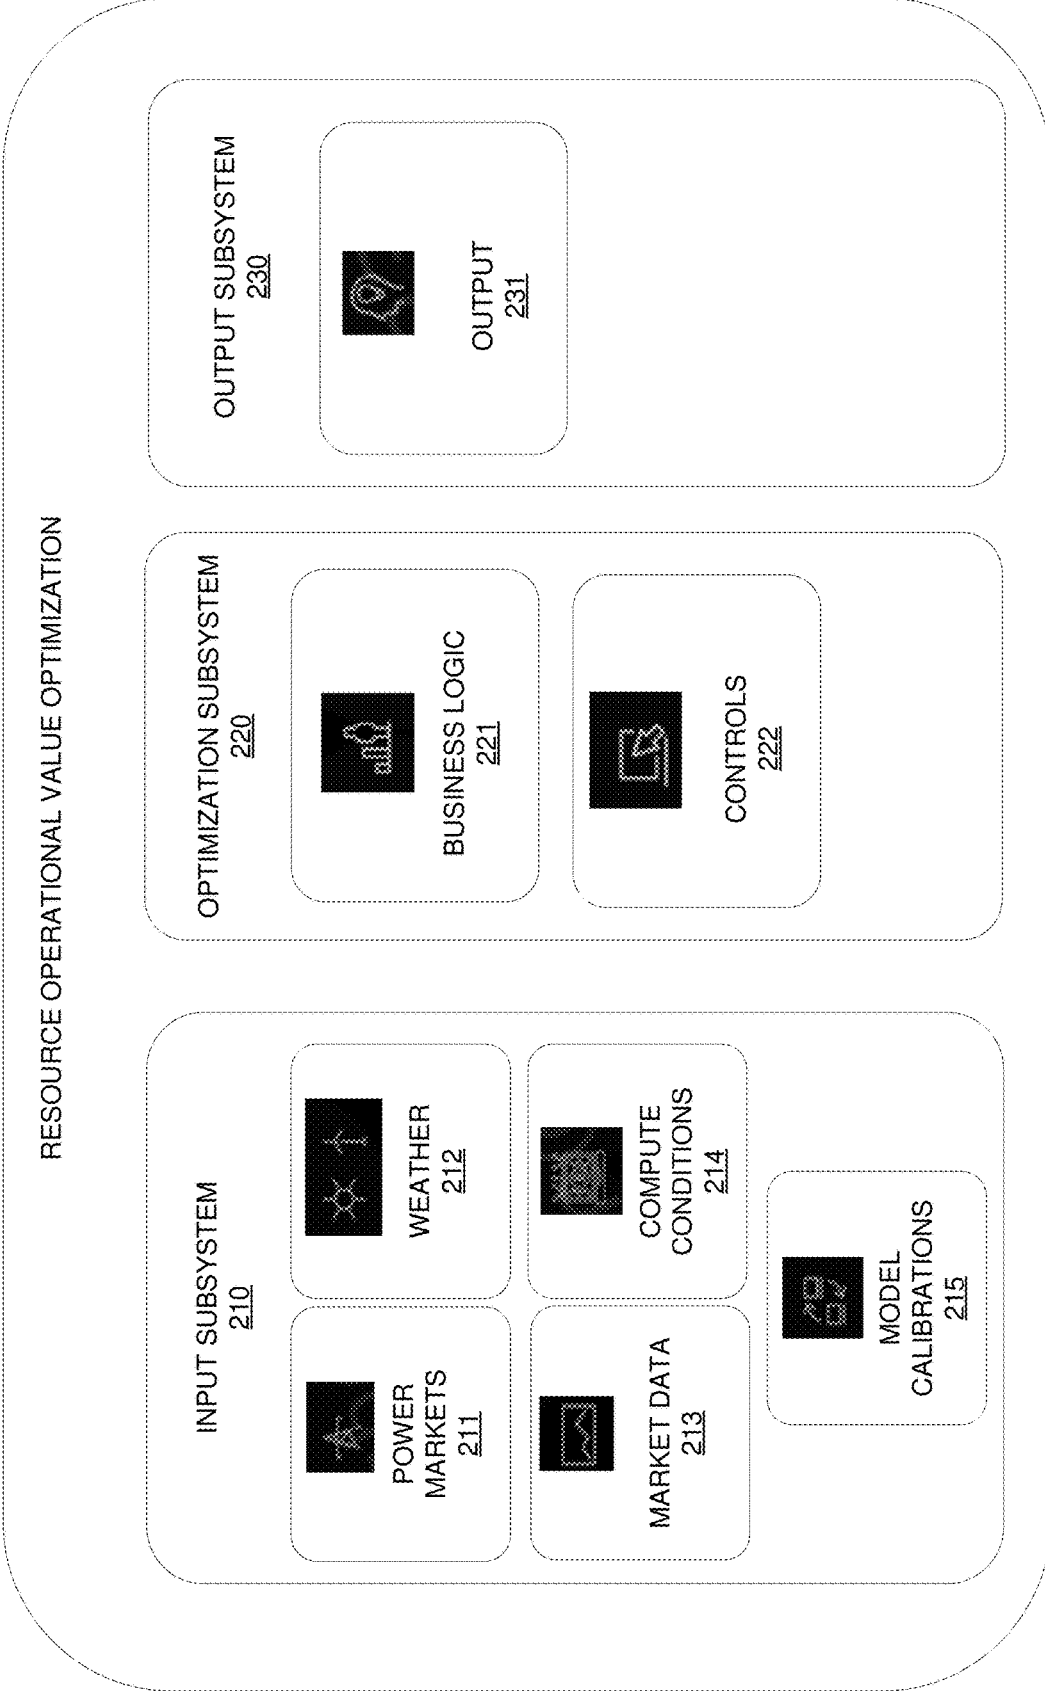 RESOURCE OPERATIONAL VALUE OPTIMIZATION
INPUT SUBSYSTEM
210
POWER
MARKETS
211
WEATHER
212
MARKET DATA
213
COMPUTE
CONDITIONS
214
MODEL
CALIBRATIONS
215
OPTIMIZATION SUBSYSTEM
220
BUSINESS LOGIC
221
CONTROLS
222
OUTPUT SUBSYSTEM
230
OUTPUT
231